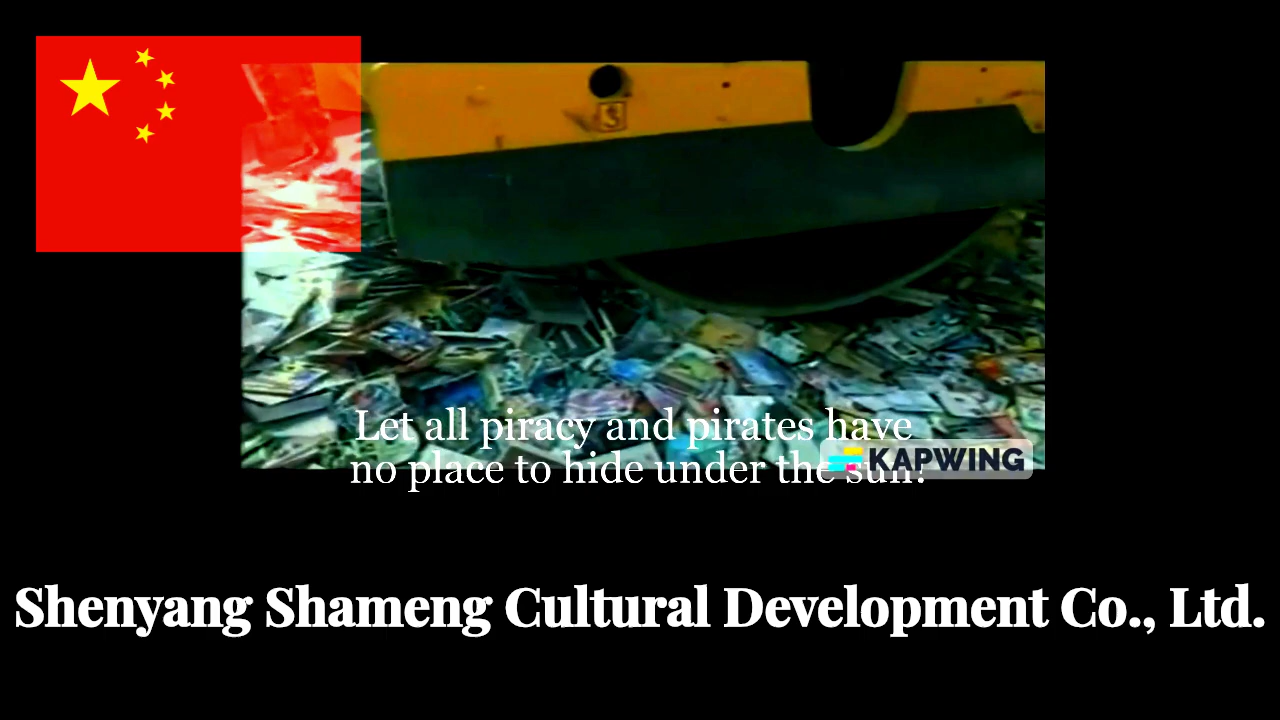 S
Let all piracy and pirates have
no place to hide under the sun!
KAPWING
Shenyang Shameng Cultural Development Co., Ltd.